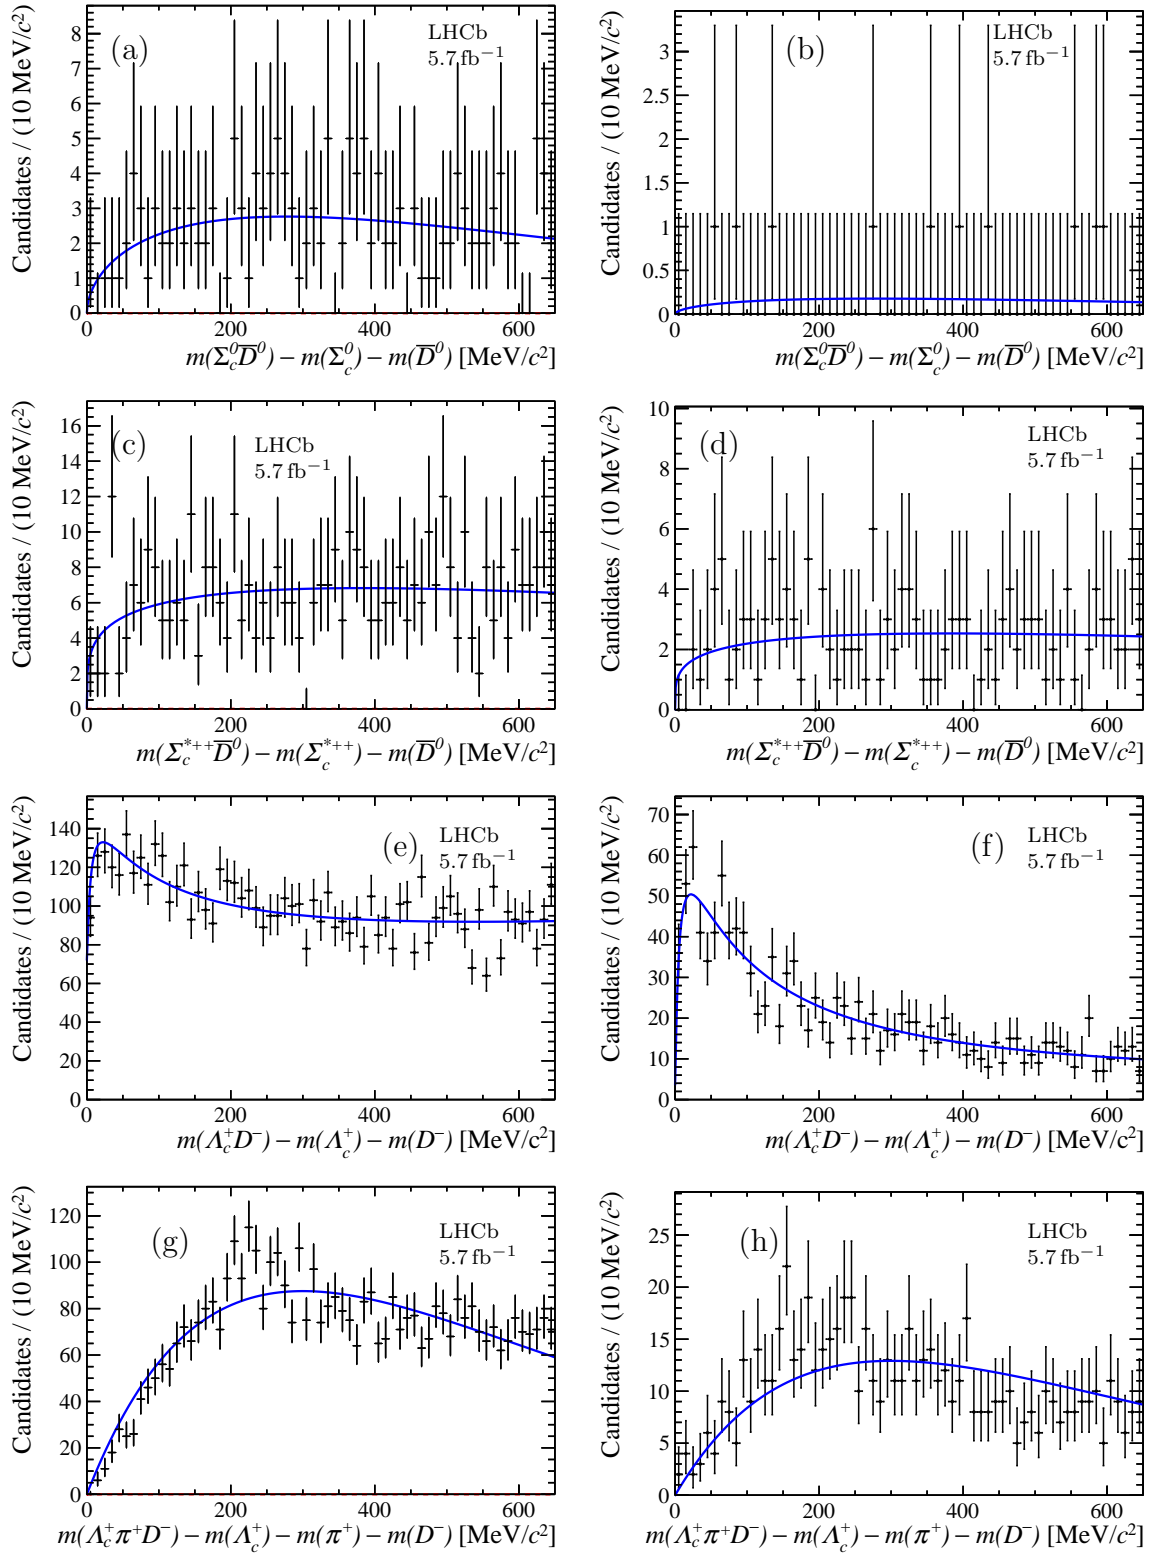 Candidates / (10 MeV/c²)
8
7
6
5
4
3
2
1
0
(a)
LHCb
5.7 fb⁻¹
0 200 400 600
m(Σc⁰D̅⁰) − m(Σc⁰) − m(D̅⁰) [MeV/c²]
Candidates / (10 MeV/c²)
3
2.5
2
1.5
1
0.5
0
(b)
LHCb
5.7 fb⁻¹
0 200 400 600
m(Σc⁰D̅⁰) − m(Σc⁰) − m(D̅⁰) [MeV/c²]
Candidates / (10 MeV/c²)
16
14
12
10
8
6
4
2
0
(c)
LHCb
5.7 fb⁻¹
0 200 400 600
m(Σc*⁺⁺D̅⁰) − m(Σc*⁺⁺) − m(D̅⁰) [MeV/c²]
Candidates / (10 MeV/c²)
10
8
6
4
2
0
(d)
LHCb
5.7 fb⁻¹
0 200 400 600
m(Σc*⁺⁺D̅⁰) − m(Σc*⁺⁺) − m(D̅⁰) [MeV/c²]
Candidates / (10 MeV/c²)
140
120
100
80
60
40
20
0
(e)
LHCb
5.7 fb⁻¹
0 200 400 600
m(Λc⁺D⁻) − m(Λc⁺) − m(D⁻) [MeV/c²]
Candidates / (10 MeV/c²)
70
60
50
40
30
20
10
0
(f)
LHCb
5.7 fb⁻¹
0 200 400 600
m(Λc⁺D⁻) − m(Λc⁺) − m(D⁻) [MeV/c²]
Candidates / (10 MeV/c²)
120
100
80
60
40
20
0
(g)
LHCb
5.7 fb⁻¹
0 200 400 600
m(Λc⁺π⁺D⁻) − m(Λc⁺) − m(π⁺) − m(D⁻) [MeV/c²]
Candidates / (10 MeV/c²)
25
20
15
10
5
0
(h)
LHCb
5.7 fb⁻¹
0 200 400 600
m(Λc⁺π⁺D⁻) − m(Λc⁺) − m(π⁺) − m(D⁻) [MeV/c²]